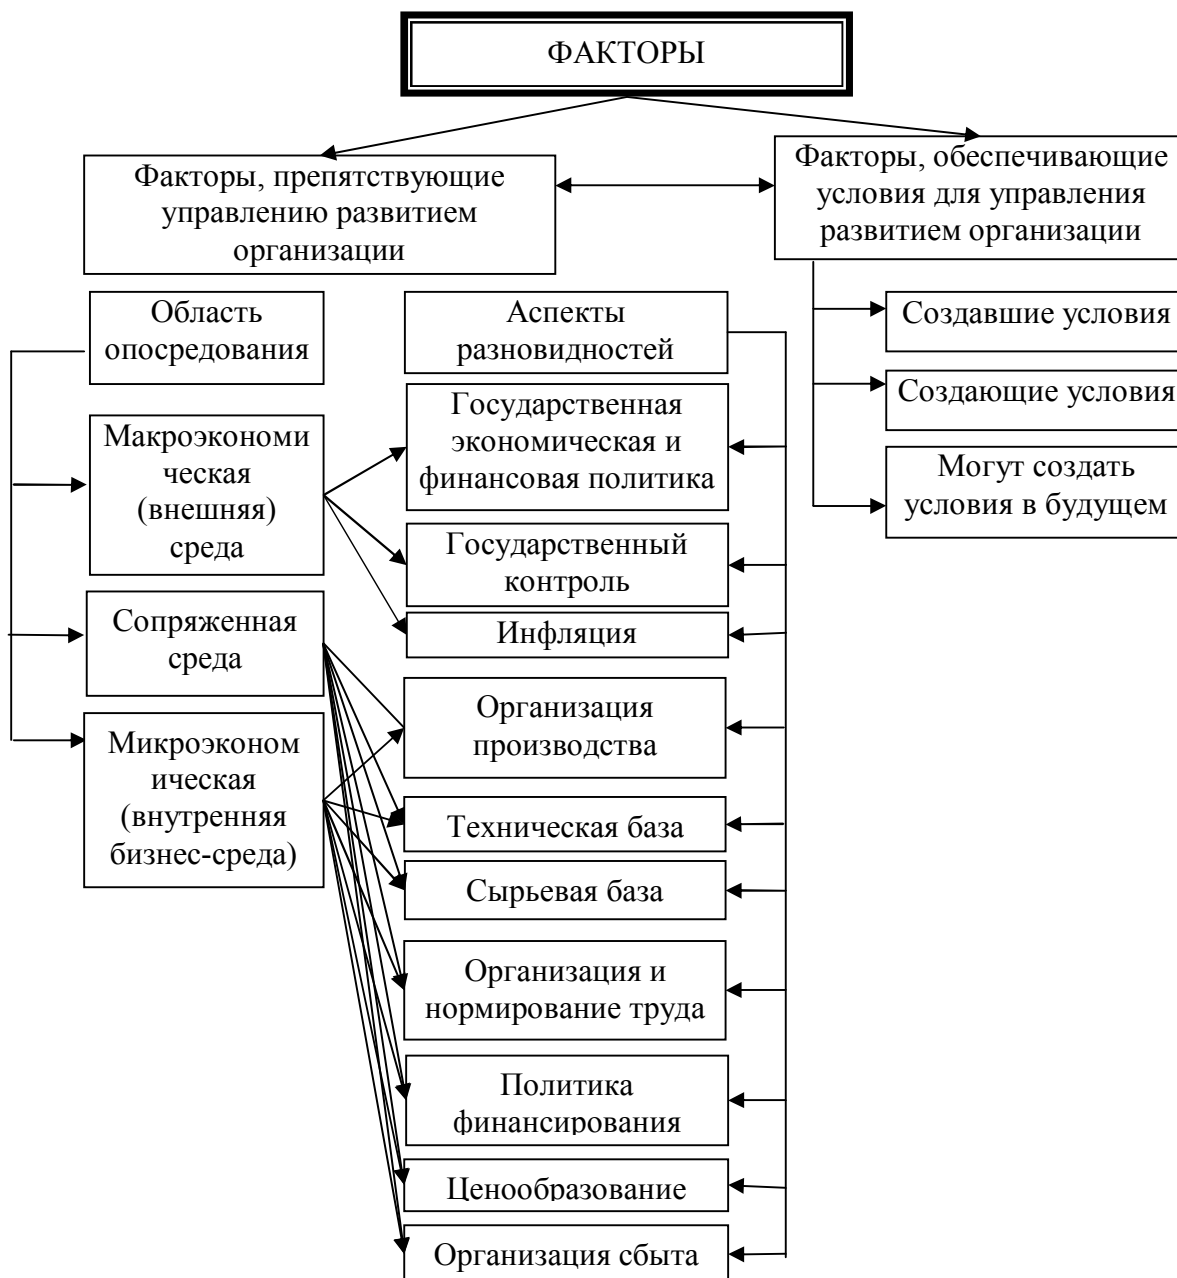 ФАКТОРЫ
Факторы, препятствующие
управлению развитием
организации
Факторы, обеспечивающие
условия для управления
развитием организации
Область
опосредования
Аспекты
разновидностей
Создавшие условия
Создающие условия
Могут создать
условия в будущем
Макроэкономи
ческая
(внешняя)
среда
Сопряженная
среда
Микроэконом
ическая
(внутренняя
бизнес-среда)
Государственная
экономическая и
финансовая политика
Государственный
контроль
Инфляция
Организация
производства
Техническая база
Сырьевая база
Организация и
нормирование труда
Политика
финансирования
Ценообразование
Организация сбыта